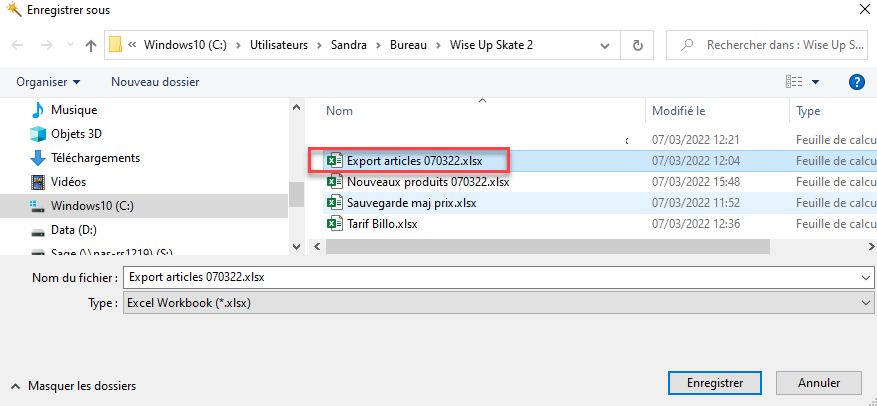 Enregistrer sous
« Windows10 (C:) > Utilisateurs > Sandra > Bureau > Wise Up Skate 2
Rechercher dans : Wise Up S...
Organiser
Nouveau dossier
?
Musique
Objets 3D
Téléchargements
Vidéos
Windows10 (C:)
Data (D:)
Sage (\\nas-rs1219) (S:)
Nom Modifié le Type
07/03/2022 12:21 Feuille de calcu
Export articles 070322.xlsx 07/03/2022 12:04 Feuille de calcu
Nouveaux produits 070322.xlsx 07/03/2022 15:48 Feuille de calcu
Sauvegarde maj prix.xlsx 07/03/2022 11:52 Feuille de calcu
Tarif Billo.xlsx 07/03/2022 12:36 Feuille de calcu
Nom du fichier : Export articles 070322.xlsx
Type : Excel Workbook (*.xlsx)
Masquer les dossiers
Enregistrer
Annuler